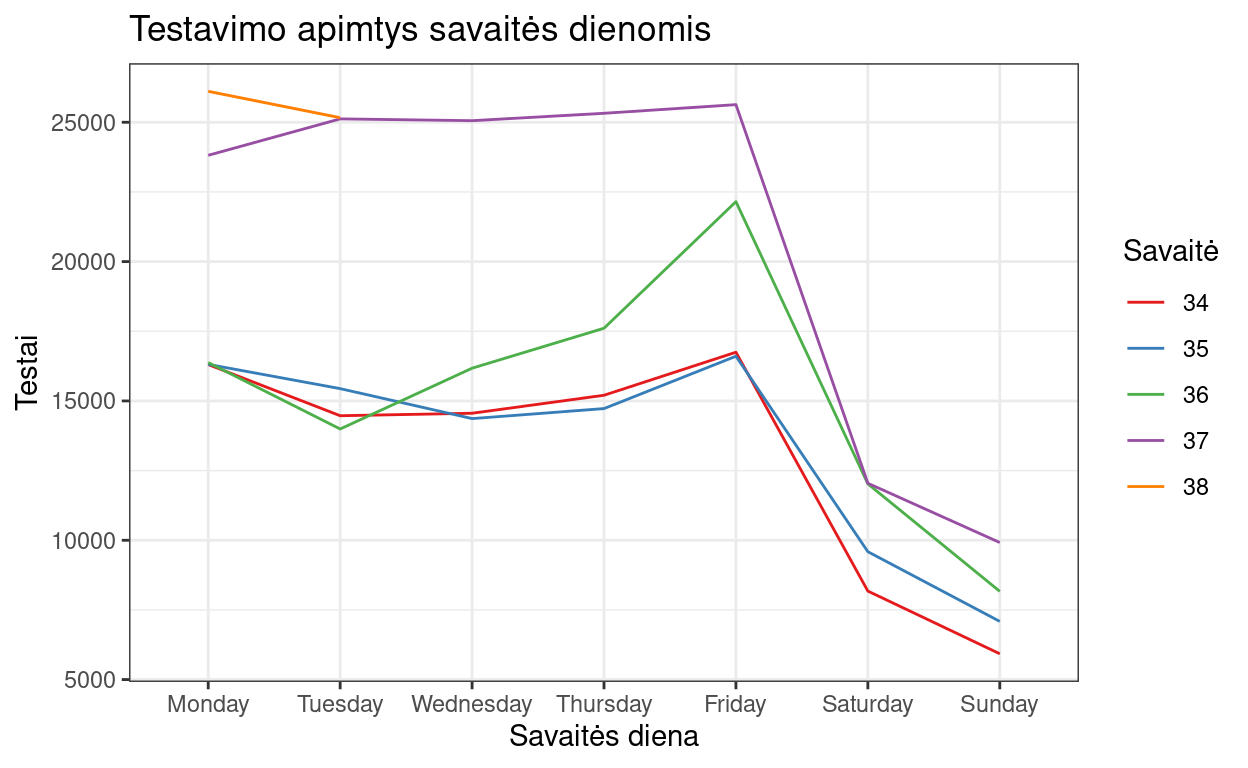 Testavimo apimtys savaitės dienomis
Testai
25000
20000
15000
10000
5000
Monday Tuesday Wednesday Thursday Friday Saturday Sunday
Savaitės diena
Savaitė
34
35
36
37
38